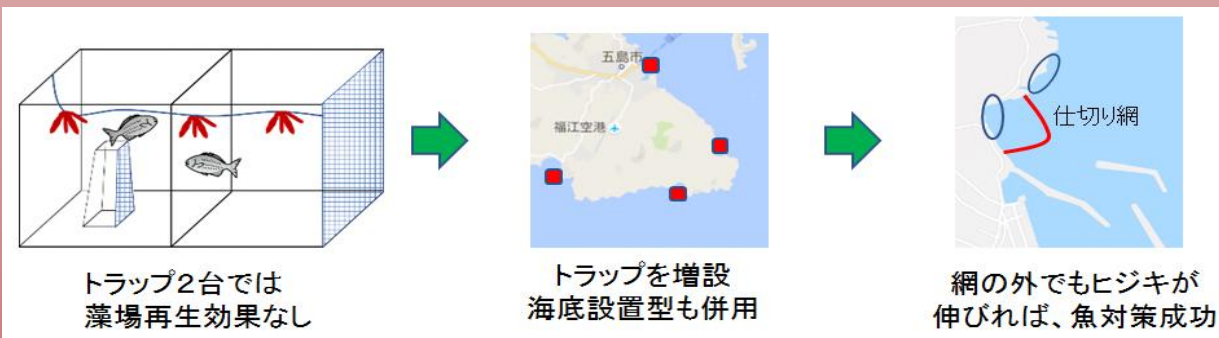 五島市
福江空港
仕切り網
トラップ2台では
藻場再生効果なし
トラップを増設
海底設置型も併用
網の外でもヒジキが
伸びれば、魚対策成功